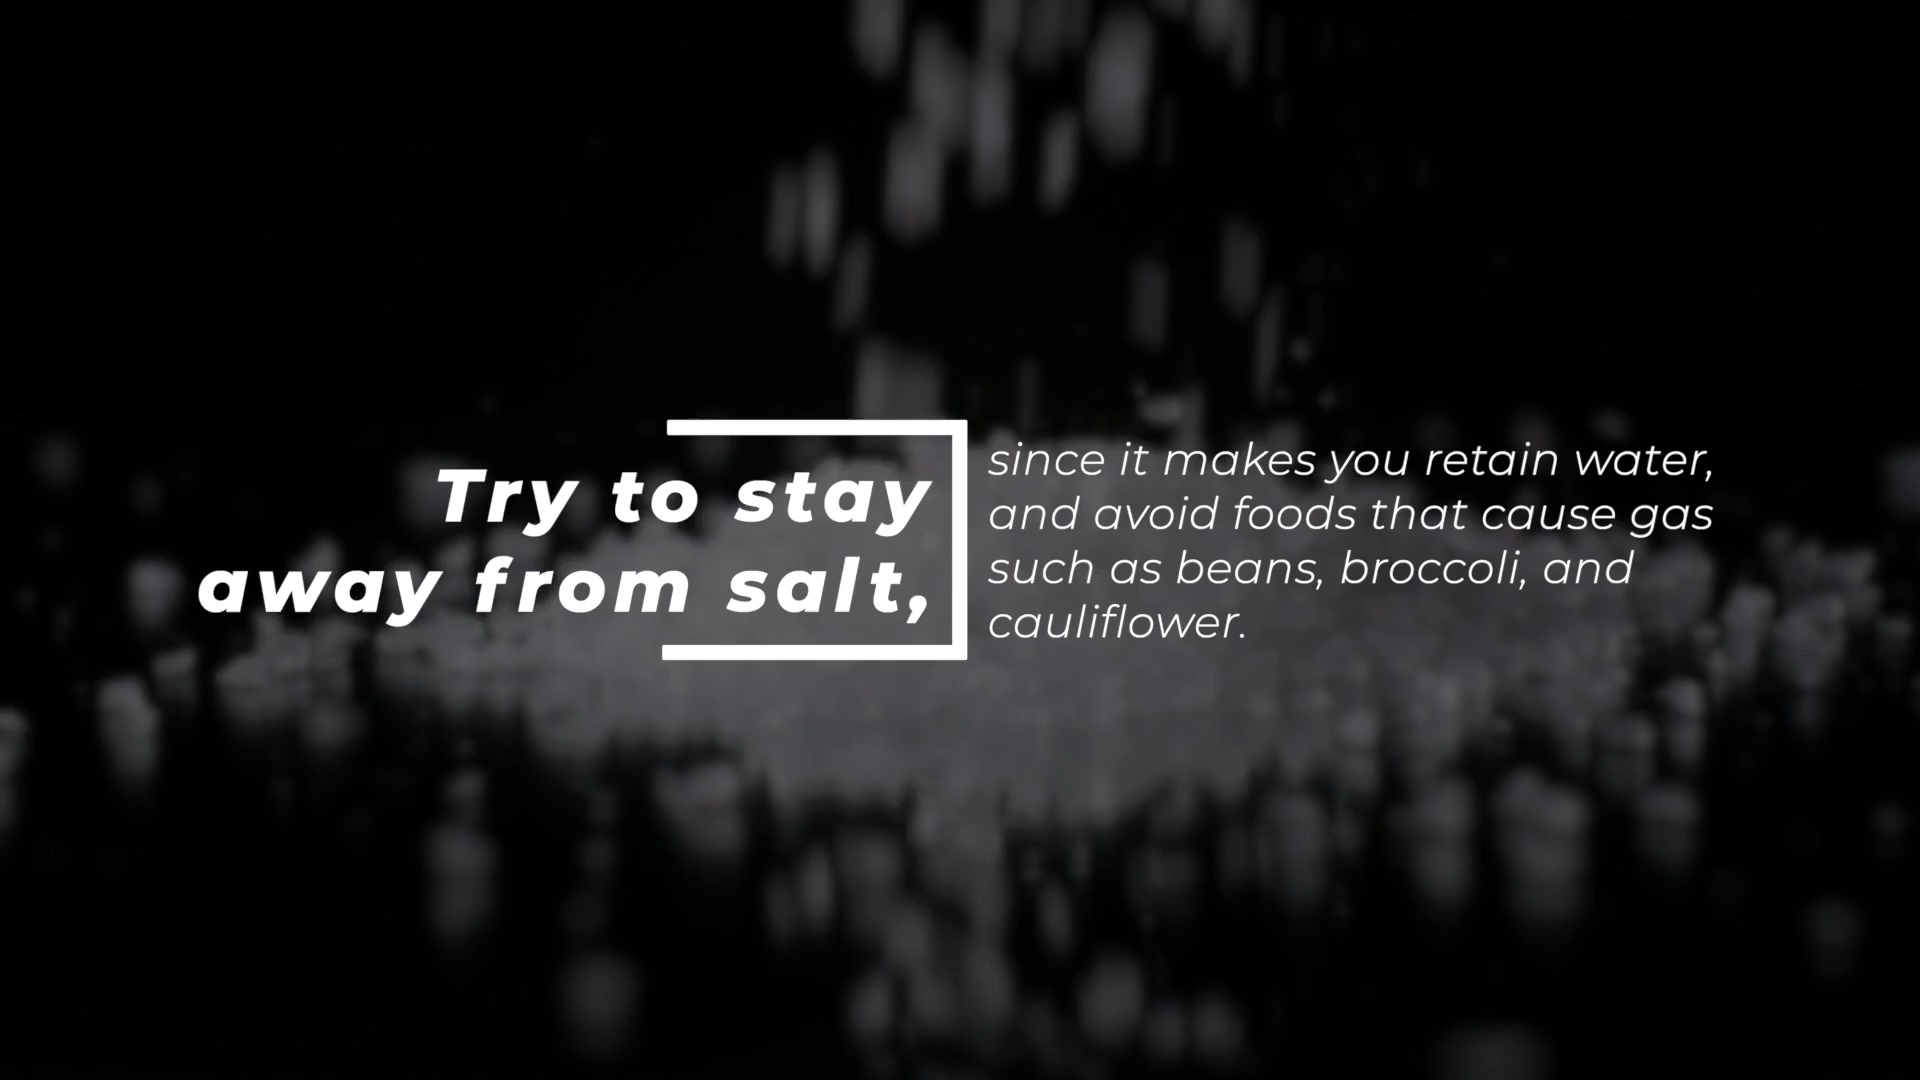 Try to stay
away from salt,
since it makes you retain water,
and avoid foods that cause gas
such as beans, broccoli, and
cauliflower.